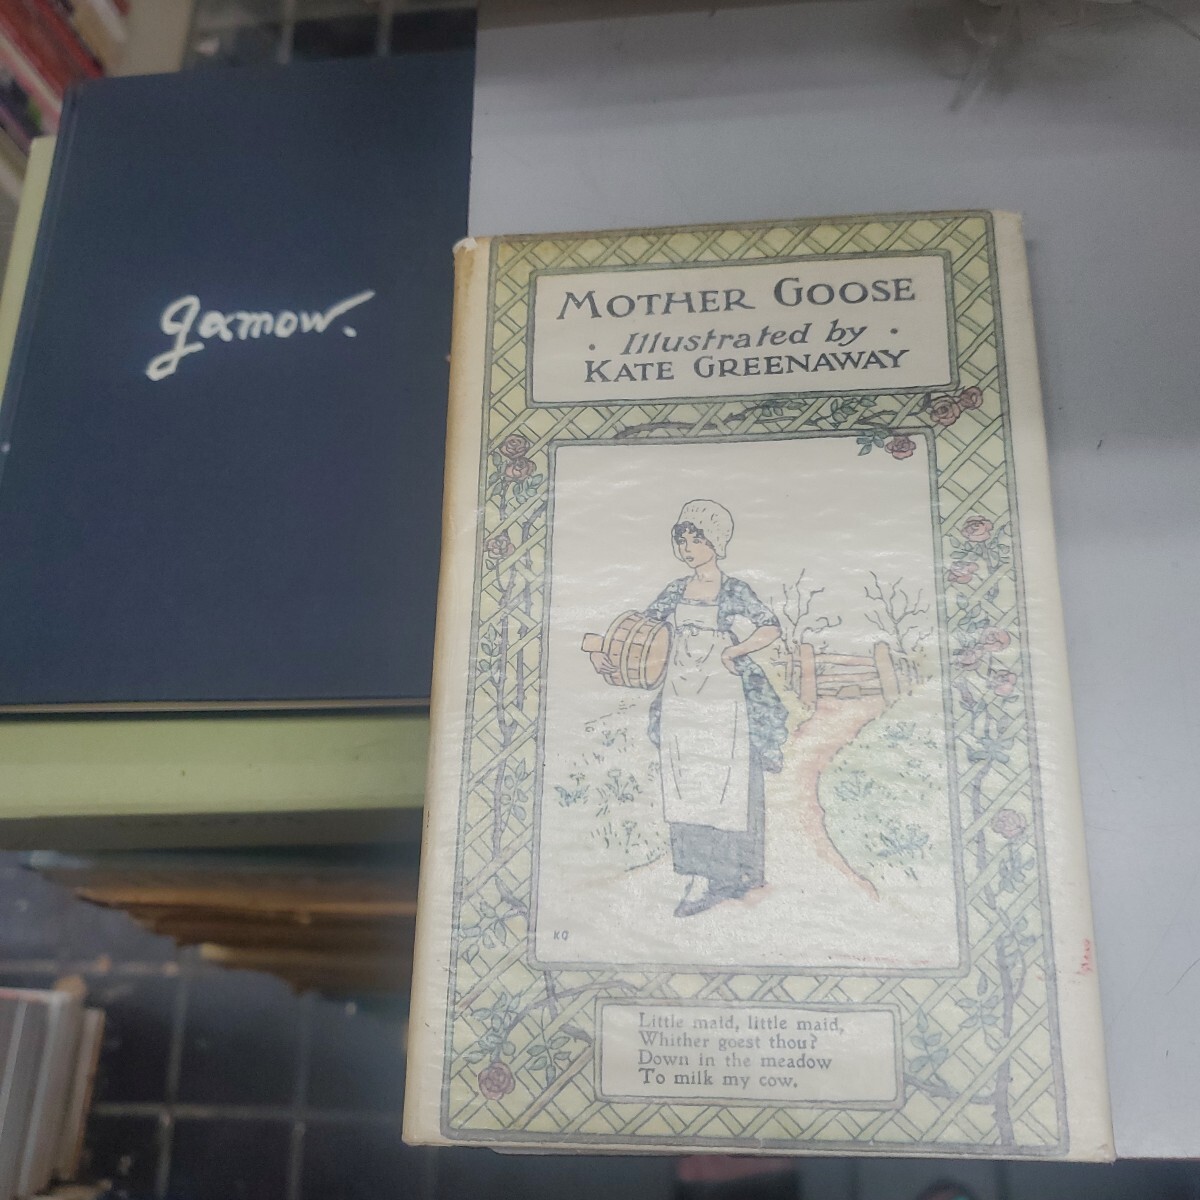 gamow.
MOTHER GOOSE
· Illustrated by ·
KATE GREENAWAY
KG
Little maid, little maid,
Whither goest thou?
Down in the meadow
To milk my cow.